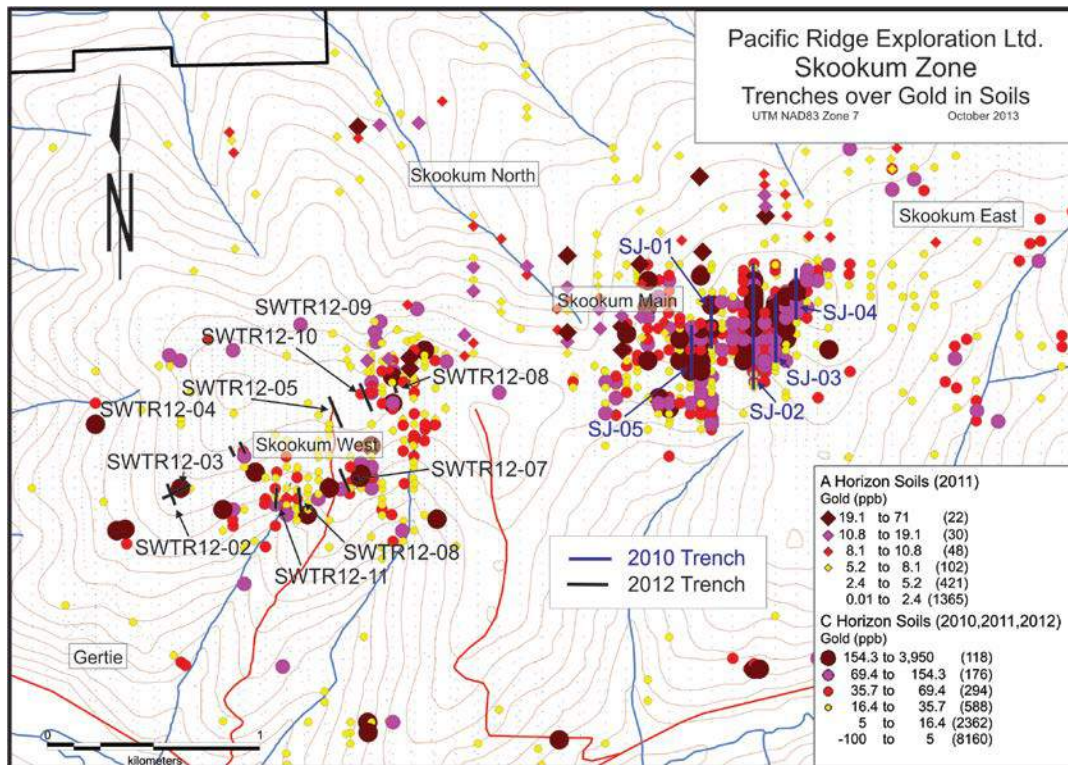 Pacific Ridge Exploration Ltd.
Skookum Zone
Trenches over Gold in Soils
UTM NAD83 Zone 7 October 2013
N
Skookum North
Skookum East
SJ-01
Skookum Main
SJ-04
SJ-03
SJ-02
SJ-05
SWTR12-09
SWTR12-10
SWTR12-05
SWTR12-08
SWTR12-04
Skookum West
SWTR12-03
SWTR12-07
SWTR12-02
SWTR12-08
SWTR12-11
Gertie
2010 Trench
2012 Trench
A Horizon Soils (2011)
Gold (ppb)
19.1 to 71 (22)
10.8 to 19.1 (30)
8.1 to 10.8 (48)
5.2 to 8.1 (102)
2.4 to 5.2 (421)
0.01 to 2.4 (1365)
C Horizon Soils (2010,2011,2012)
Gold (ppb)
154.3 to 3,950 (118)
69.4 to 154.3 (176)
35.7 to 69.4 (294)
16.4 to 35.7 (588)
5 to 16.4 (2362)
-100 to 5 (8160)
0 1
kilometers